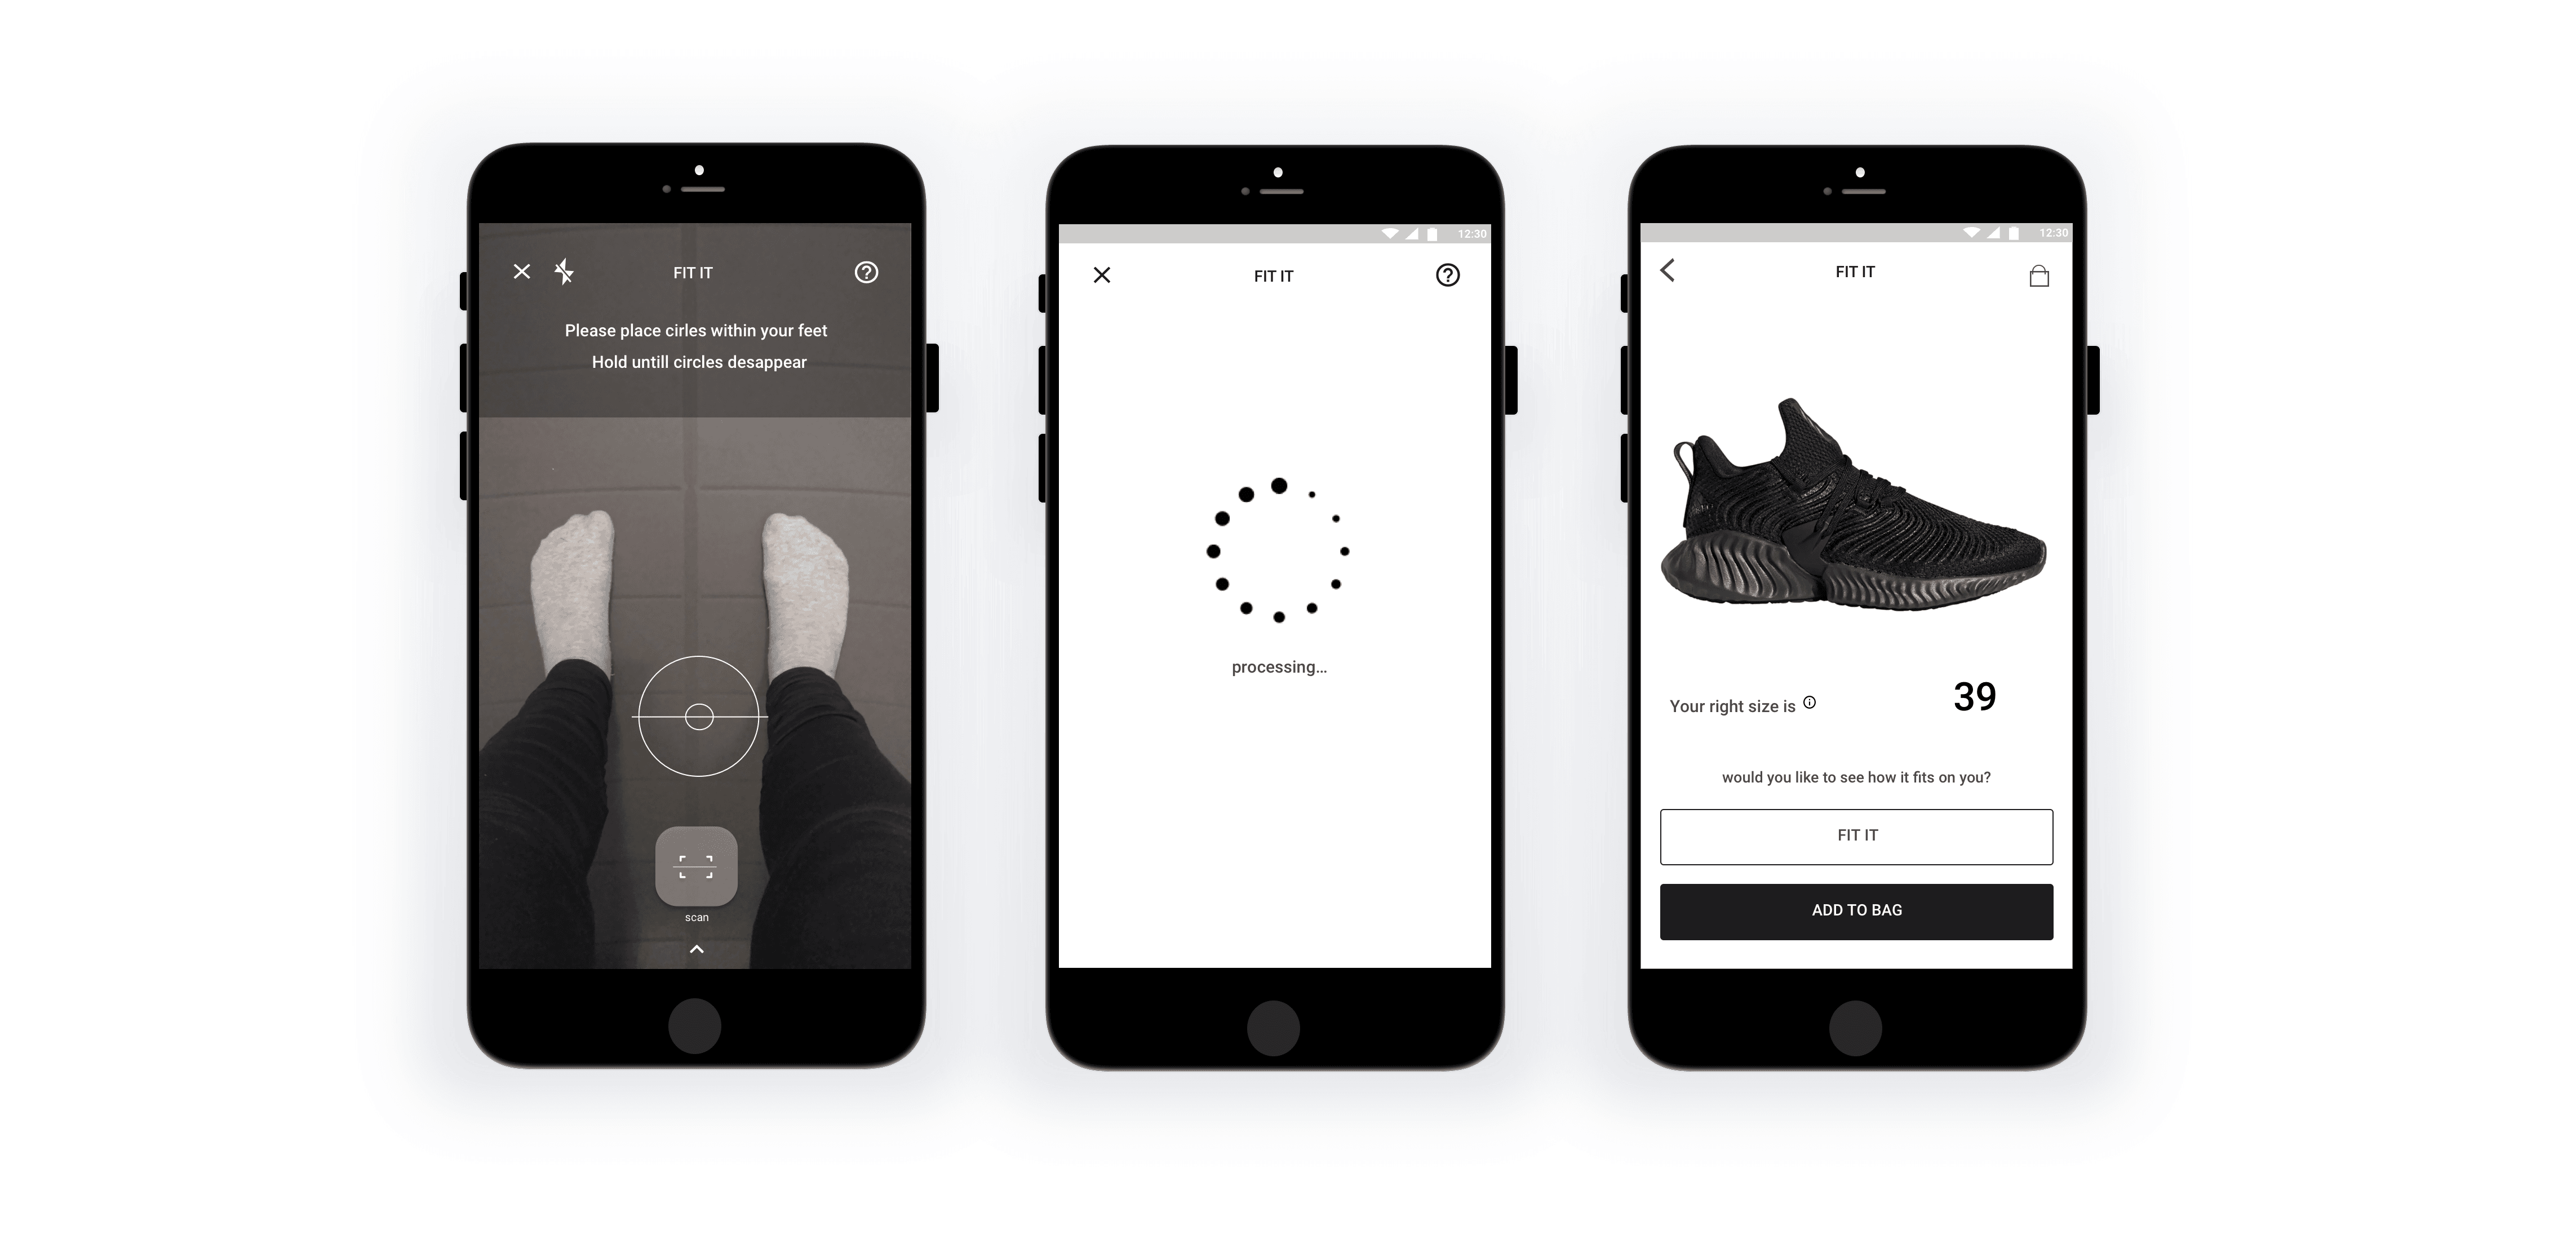 FIT IT
Please place cirles within your feet
Hold untill circles desappear
scan
12:30
FIT IT
processing...
12:30
FIT IT
Your right size is
39
would you like to see how it fits on you?
FIT IT
ADD TO BAG